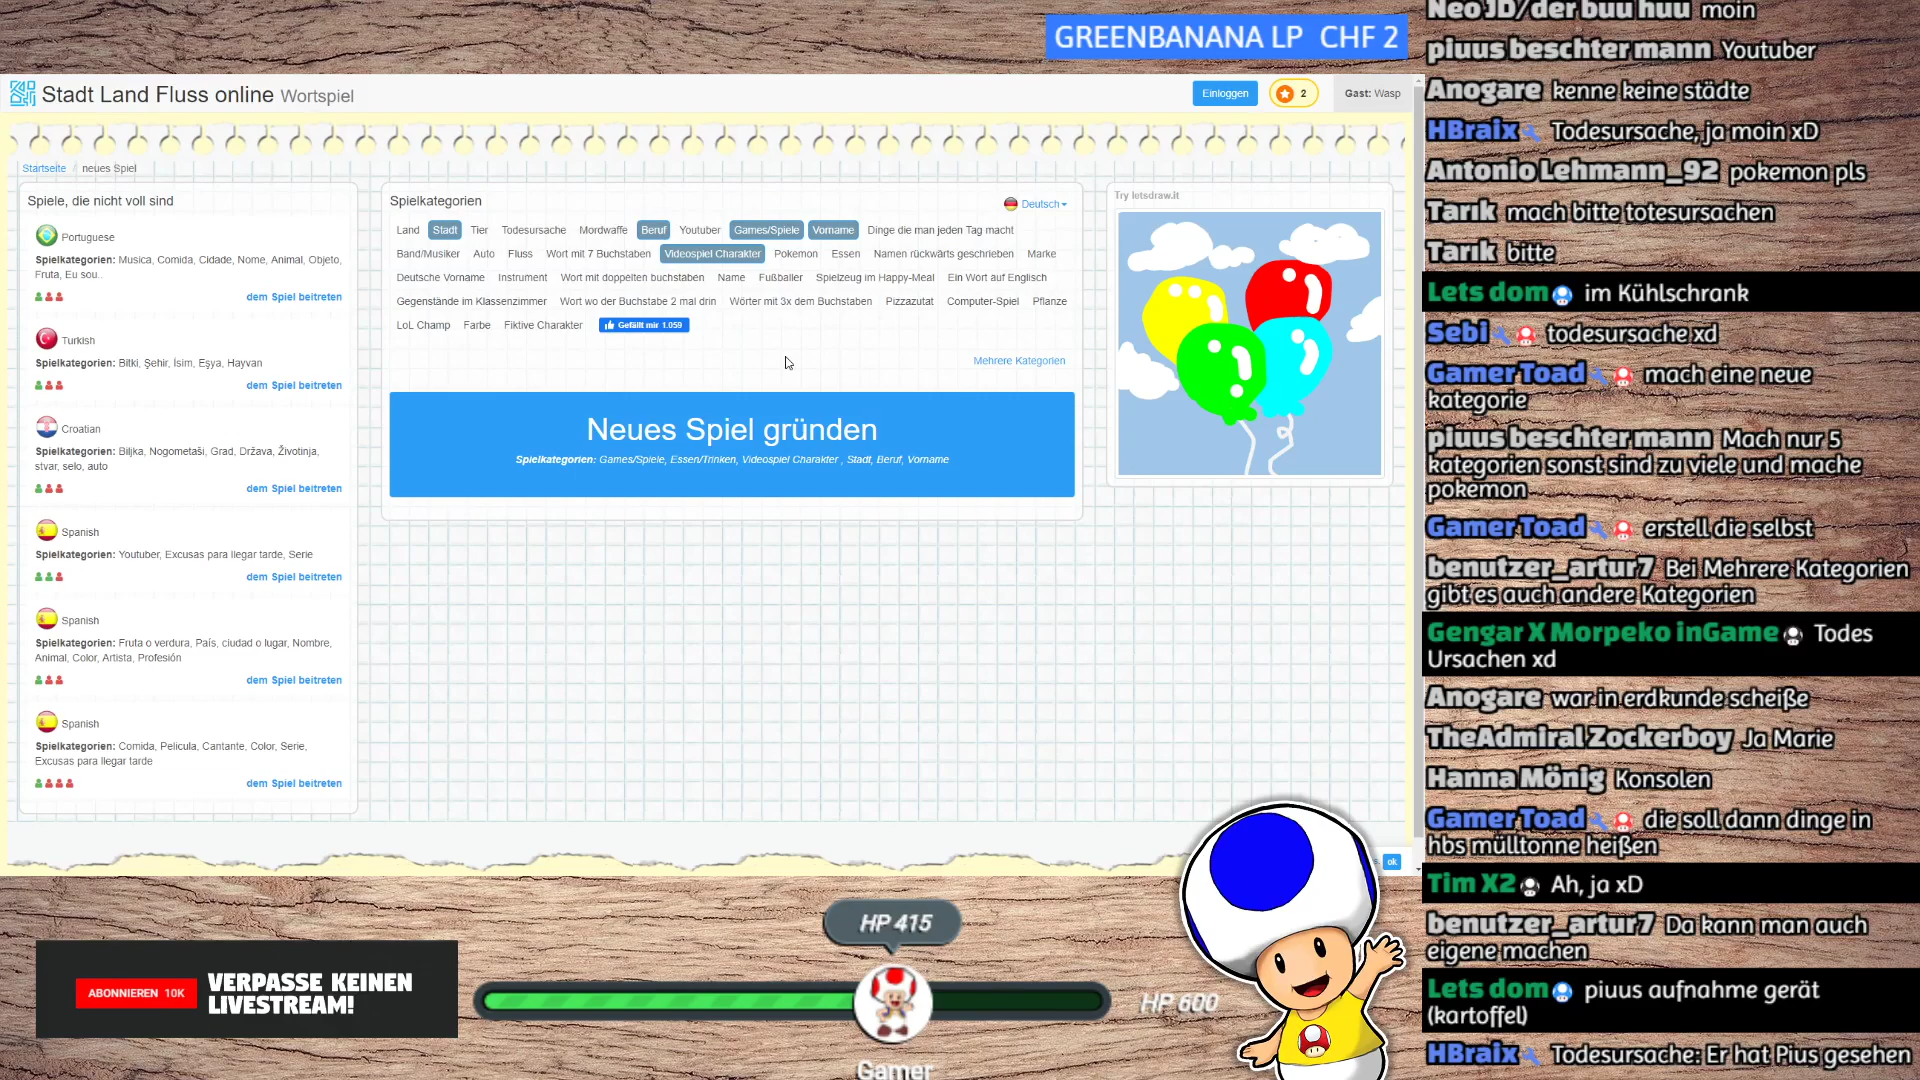 GREENBANANA LP CHF 2
Stadt Land Fluss online Wortspiel
Einloggen
2
Gast: Wasp
Startseite / neues Spiel
Spiele, die nicht voll sind
Portuguese
Spielkategorien: Musica, Comida, Cidade, Nome, Animal, Objeto,
Fruta, Eu sou..
dem Spiel beitreten
Turkish
Spielkategorien: Bitki, Şehir, İsim, Eşya, Hayvan
dem Spiel beitreten
Croatian
Spielkategorien: Biljka, Nogometaši, Grad, Država, Životinja,
stvar, selo, auto
dem Spiel beitreten
Spanish
Spielkategorien: Youtuber, Excusas para llegar tarde, Serie
dem Spiel beitreten
Spanish
Spielkategorien: Fruta o verdura, País, ciudad o lugar, Nombre,
Animal, Color, Artista, Profesión
dem Spiel beitreten
Spanish
Spielkategorien: Comida, Pelicula, Cantante, Color, Serie,
Excusas para llegar tarde
dem Spiel beitreten
Spielkategorien
Deutsch
Land Stadt Tier Todesursache Mordwaffe Beruf Youtuber Games/Spiele Vorname Dinge die man jeden Tag macht
Band/Musiker Auto Fluss Wort mit 7 Buchstaben Videospiel Charakter Pokemon Essen Namen rückwärts geschrieben Marke
Deutsche Vorname Instrument Wort mit doppelten buchstaben Name Fußballer Spielzeug im Happy-Meal Ein Wort auf Englisch
Gegenstände im Klassenzimmer Wort wo der Buchstabe 2 mal drin Wörter mit 3x dem Buchstaben Pizzazutat Computer-Spiel Pflanze
LoL Champ Farbe Fiktive Charakter Gefällt mir 1.059
Mehrere Kategorien
Neues Spiel gründen
Spielkategorien: Games/Spiele, Essen/Trinken, Videospiel Charakter , Stadt, Beruf, Vorname
Try letsdraw.it
ok
Neo JD/der buu huu moin
piuus beschter mann Youtuber
Anogare kenne keine städte
HBraix Todesursache, ja moin xD
Antonio Lehmann_92 pokemon pls
Tarık mach bitte totesursachen
Tarık bitte
Lets dom im Kühlschrank
Sebi todesursache xd
Gamer Toad mach eine neue
kategorie
piuus beschter mann Mach nur 5
kategorien sonst sind zu viele und mache
pokemon
Gamer Toad erstell die selbst
benutzer_artur7 Bei Mehrere Kategorien
gibt es auch andere Kategorien
Gengar X Morpeko inGame Todes
Ursachen xd
Anogare war in erdkunde scheiße
TheAdmiral Zockerboy Ja Marie
Hanna Mönig Konsolen
Gamer Toad die soll dann dinge in
hbs mülltonne heißen
Tim X2 Ah, ja xD
benutzer_artur7 Da kann man auch
eigene machen
Lets dom piuus aufnahme gerät
(kartoffel)
HBraix Todesursache: Er hat Pius gesehen
ABONNIEREN 10K
VERPASSE KEINEN
LIVESTREAM!
HP 415
HP 600
Gamer